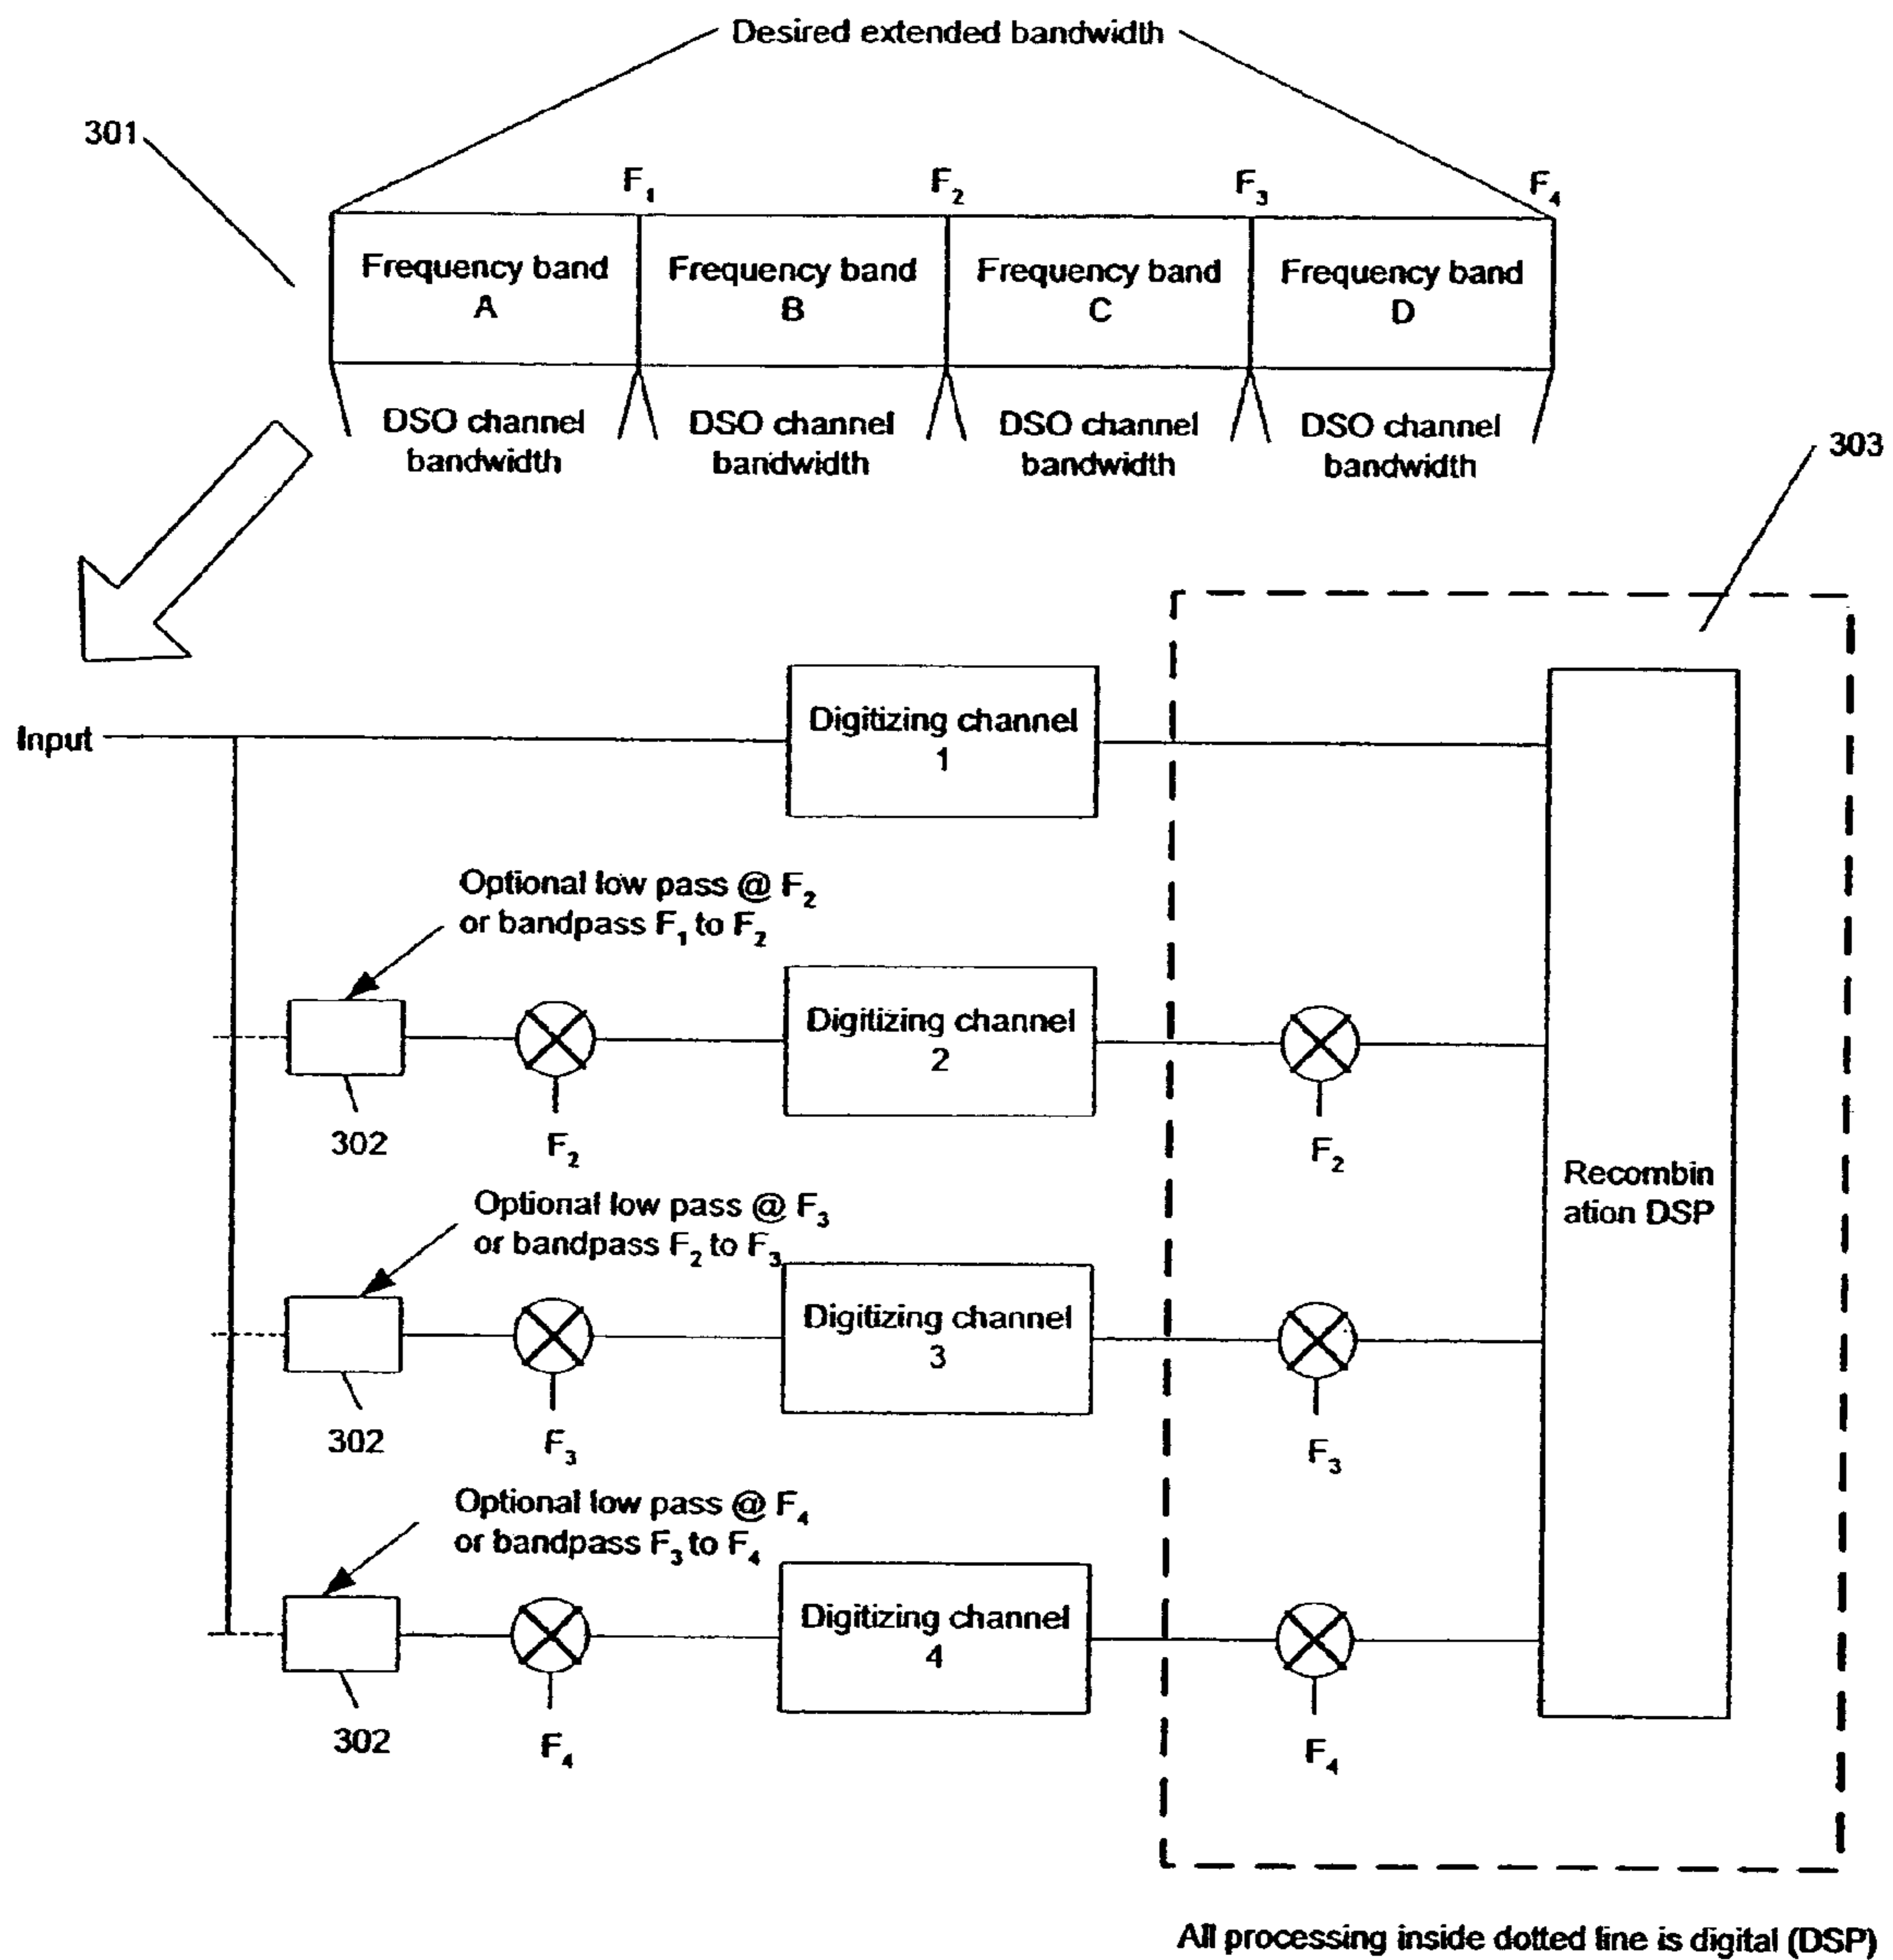 Desired extended bandwidth
301
F₁ F₂ F₃ F₄
Frequency band
A
Frequency band
B
Frequency band
C
Frequency band
D
DSO channel
bandwidth
DSO channel
bandwidth
DSO channel
bandwidth
DSO channel
bandwidth
303
Input
Digitizing channel
1
Optional low pass @ F₂
or bandpass F₁ to F₂
Digitizing channel
2
302
F₂
F₂
Recombin
ation DSP
Optional low pass @ F₃
or bandpass F₂ to F₃
Digitizing channel
3
302
F₃
F₃
Optional low pass @ F₄
or bandpass F₃ to F₄
Digitizing channel
4
302
F₄
F₄
All processing inside dotted line is digital (DSP)